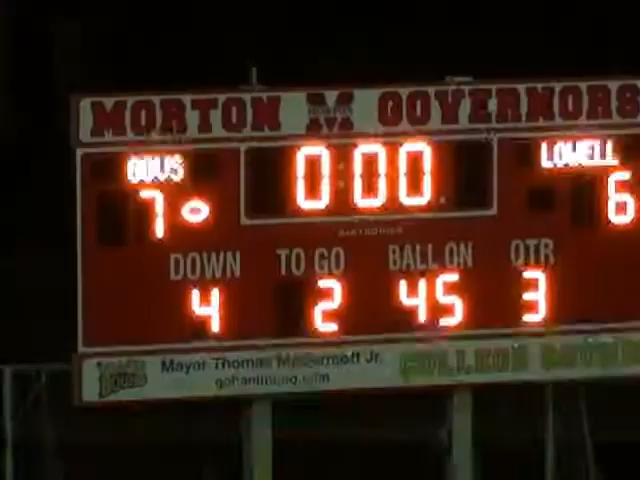 MORTON M GOVERNORS
GOVS 0:00 LOWELL
7 6
DOWN TO GO BALL ON QTR
4 2 45 3
Mayor Thomas McDermott Jr.
gohammond.com